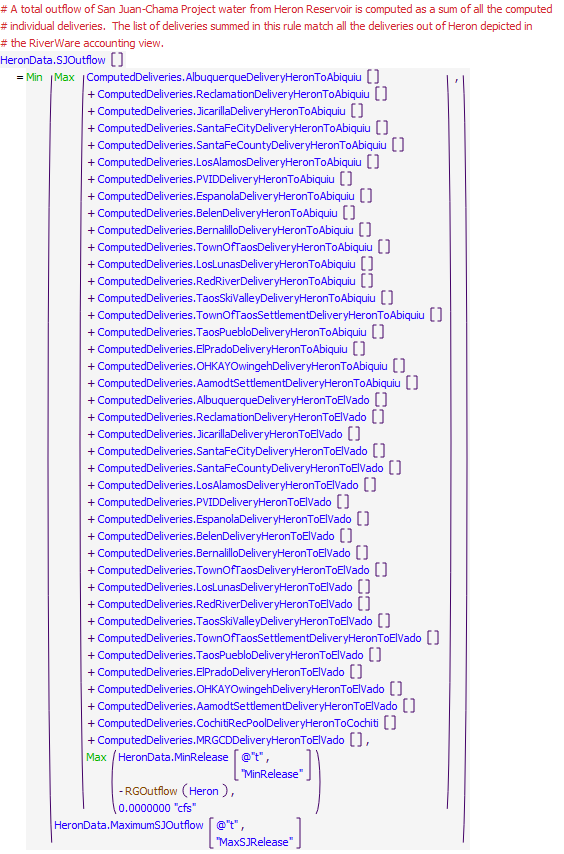 # A total outflow of San Juan-Chama Project water from Heron Reservoir is computed as a sum of all the computed
# individual deliveries.  The list of deliveries summed in this rule match all the deliveries out of Heron depicted in
# the RiverWare accounting view.
HeronData.SJOutflow []
= Min ( Max ( ComputedDeliveries.AlbuquerqueDeliveryHeronToAbiquiu [] ,
+ ComputedDeliveries.ReclamationDeliveryHeronToAbiquiu []
+ ComputedDeliveries.JicarillaDeliveryHeronToAbiquiu []
+ ComputedDeliveries.SantaFeCityDeliveryHeronToAbiquiu []
+ ComputedDeliveries.SantaFeCountyDeliveryHeronToAbiquiu []
+ ComputedDeliveries.LosAlamosDeliveryHeronToAbiquiu []
+ ComputedDeliveries.PVIDDeliveryHeronToAbiquiu []
+ ComputedDeliveries.EspanolaDeliveryHeronToAbiquiu []
+ ComputedDeliveries.BelenDeliveryHeronToAbiquiu []
+ ComputedDeliveries.BernalilloDeliveryHeronToAbiquiu []
+ ComputedDeliveries.TownOfTaosDeliveryHeronToAbiquiu []
+ ComputedDeliveries.LosLunasDeliveryHeronToAbiquiu []
+ ComputedDeliveries.RedRiverDeliveryHeronToAbiquiu []
+ ComputedDeliveries.TaosSkiValleyDeliveryHeronToAbiquiu []
+ ComputedDeliveries.TownOfTaosSettlementDeliveryHeronToAbiquiu []
+ ComputedDeliveries.TaosPuebloDeliveryHeronToAbiquiu []
+ ComputedDeliveries.ElPradoDeliveryHeronToAbiquiu []
+ ComputedDeliveries.OHKAYOwingehDeliveryHeronToAbiquiu []
+ ComputedDeliveries.AamodtSettlementDeliveryHeronToAbiquiu []
+ ComputedDeliveries.AlbuquerqueDeliveryHeronToElVado []
+ ComputedDeliveries.ReclamationDeliveryHeronToElVado []
+ ComputedDeliveries.JicarillaDeliveryHeronToElVado []
+ ComputedDeliveries.SantaFeCityDeliveryHeronToElVado []
+ ComputedDeliveries.SantaFeCountyDeliveryHeronToElVado []
+ ComputedDeliveries.LosAlamosDeliveryHeronToElVado []
+ ComputedDeliveries.PVIDDeliveryHeronToElVado []
+ ComputedDeliveries.EspanolaDeliveryHeronToElVado []
+ ComputedDeliveries.BelenDeliveryHeronToElVado []
+ ComputedDeliveries.BernalilloDeliveryHeronToElVado []
+ ComputedDeliveries.TownOfTaosDeliveryHeronToElVado []
+ ComputedDeliveries.LosLunasDeliveryHeronToElVado []
+ ComputedDeliveries.RedRiverDeliveryHeronToElVado []
+ ComputedDeliveries.TaosSkiValleyDeliveryHeronToElVado []
+ ComputedDeliveries.TownOfTaosSettlementDeliveryHeronToElVado []
+ ComputedDeliveries.TaosPuebloDeliveryHeronToElVado []
+ ComputedDeliveries.ElPradoDeliveryHeronToElVado []
+ ComputedDeliveries.OHKAYOwingehDeliveryHeronToElVado []
+ ComputedDeliveries.AamodtSettlementDeliveryHeronToElVado []
+ ComputedDeliveries.CochitiRecPoolDeliveryHeronToCochiti []
+ ComputedDeliveries.MRGCDDeliveryHeronToElVado [] ,
Max ( HeronData.MinRelease [ @"t" ,
"MinRelease" ]
- RGOutflow ( Heron ) ,
0.0000000 "cfs" )
HeronData.MaximumSJOutflow [ @"t" ,
"MaxSJRelease" ]